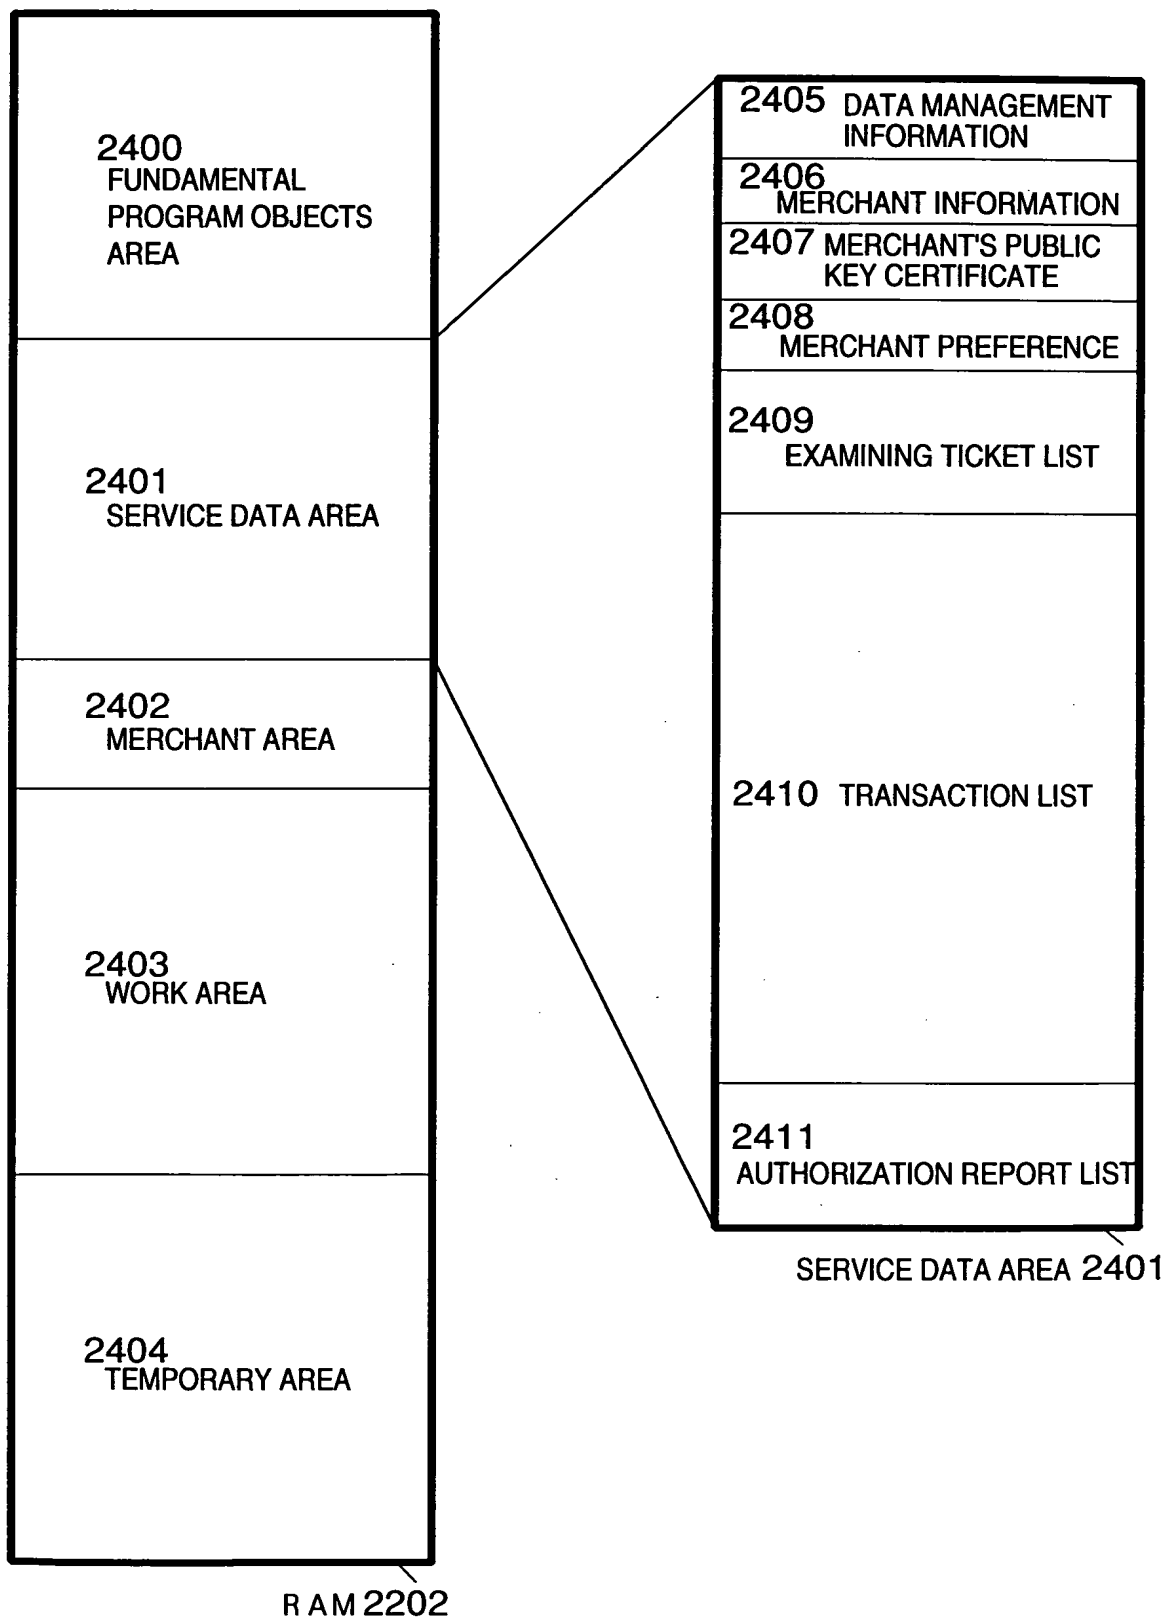 2400
FUNDAMENTAL
PROGRAM OBJECTS
AREA
2401
SERVICE DATA AREA
2402
MERCHANT AREA
2403
WORK AREA
2404
TEMPORARY AREA
RAM 2202
2405 DATA MANAGEMENT
INFORMATION
2406
MERCHANT INFORMATION
2407 MERCHANT'S PUBLIC
KEY CERTIFICATE
2408
MERCHANT PREFERENCE
2409
EXAMINING TICKET LIST
2410 TRANSACTION LIST
2411
AUTHORIZATION REPORT LIST
SERVICE DATA AREA 2401